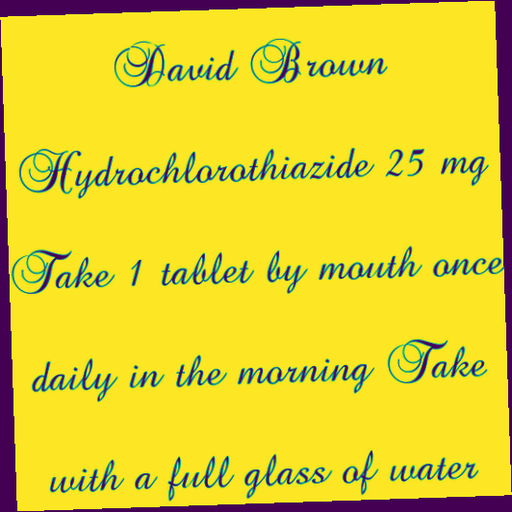 David Brown
Hydrochlorothiazide 25 mg
Take 1 tablet by mouth once
daily in the morning Take
with a full glass of water